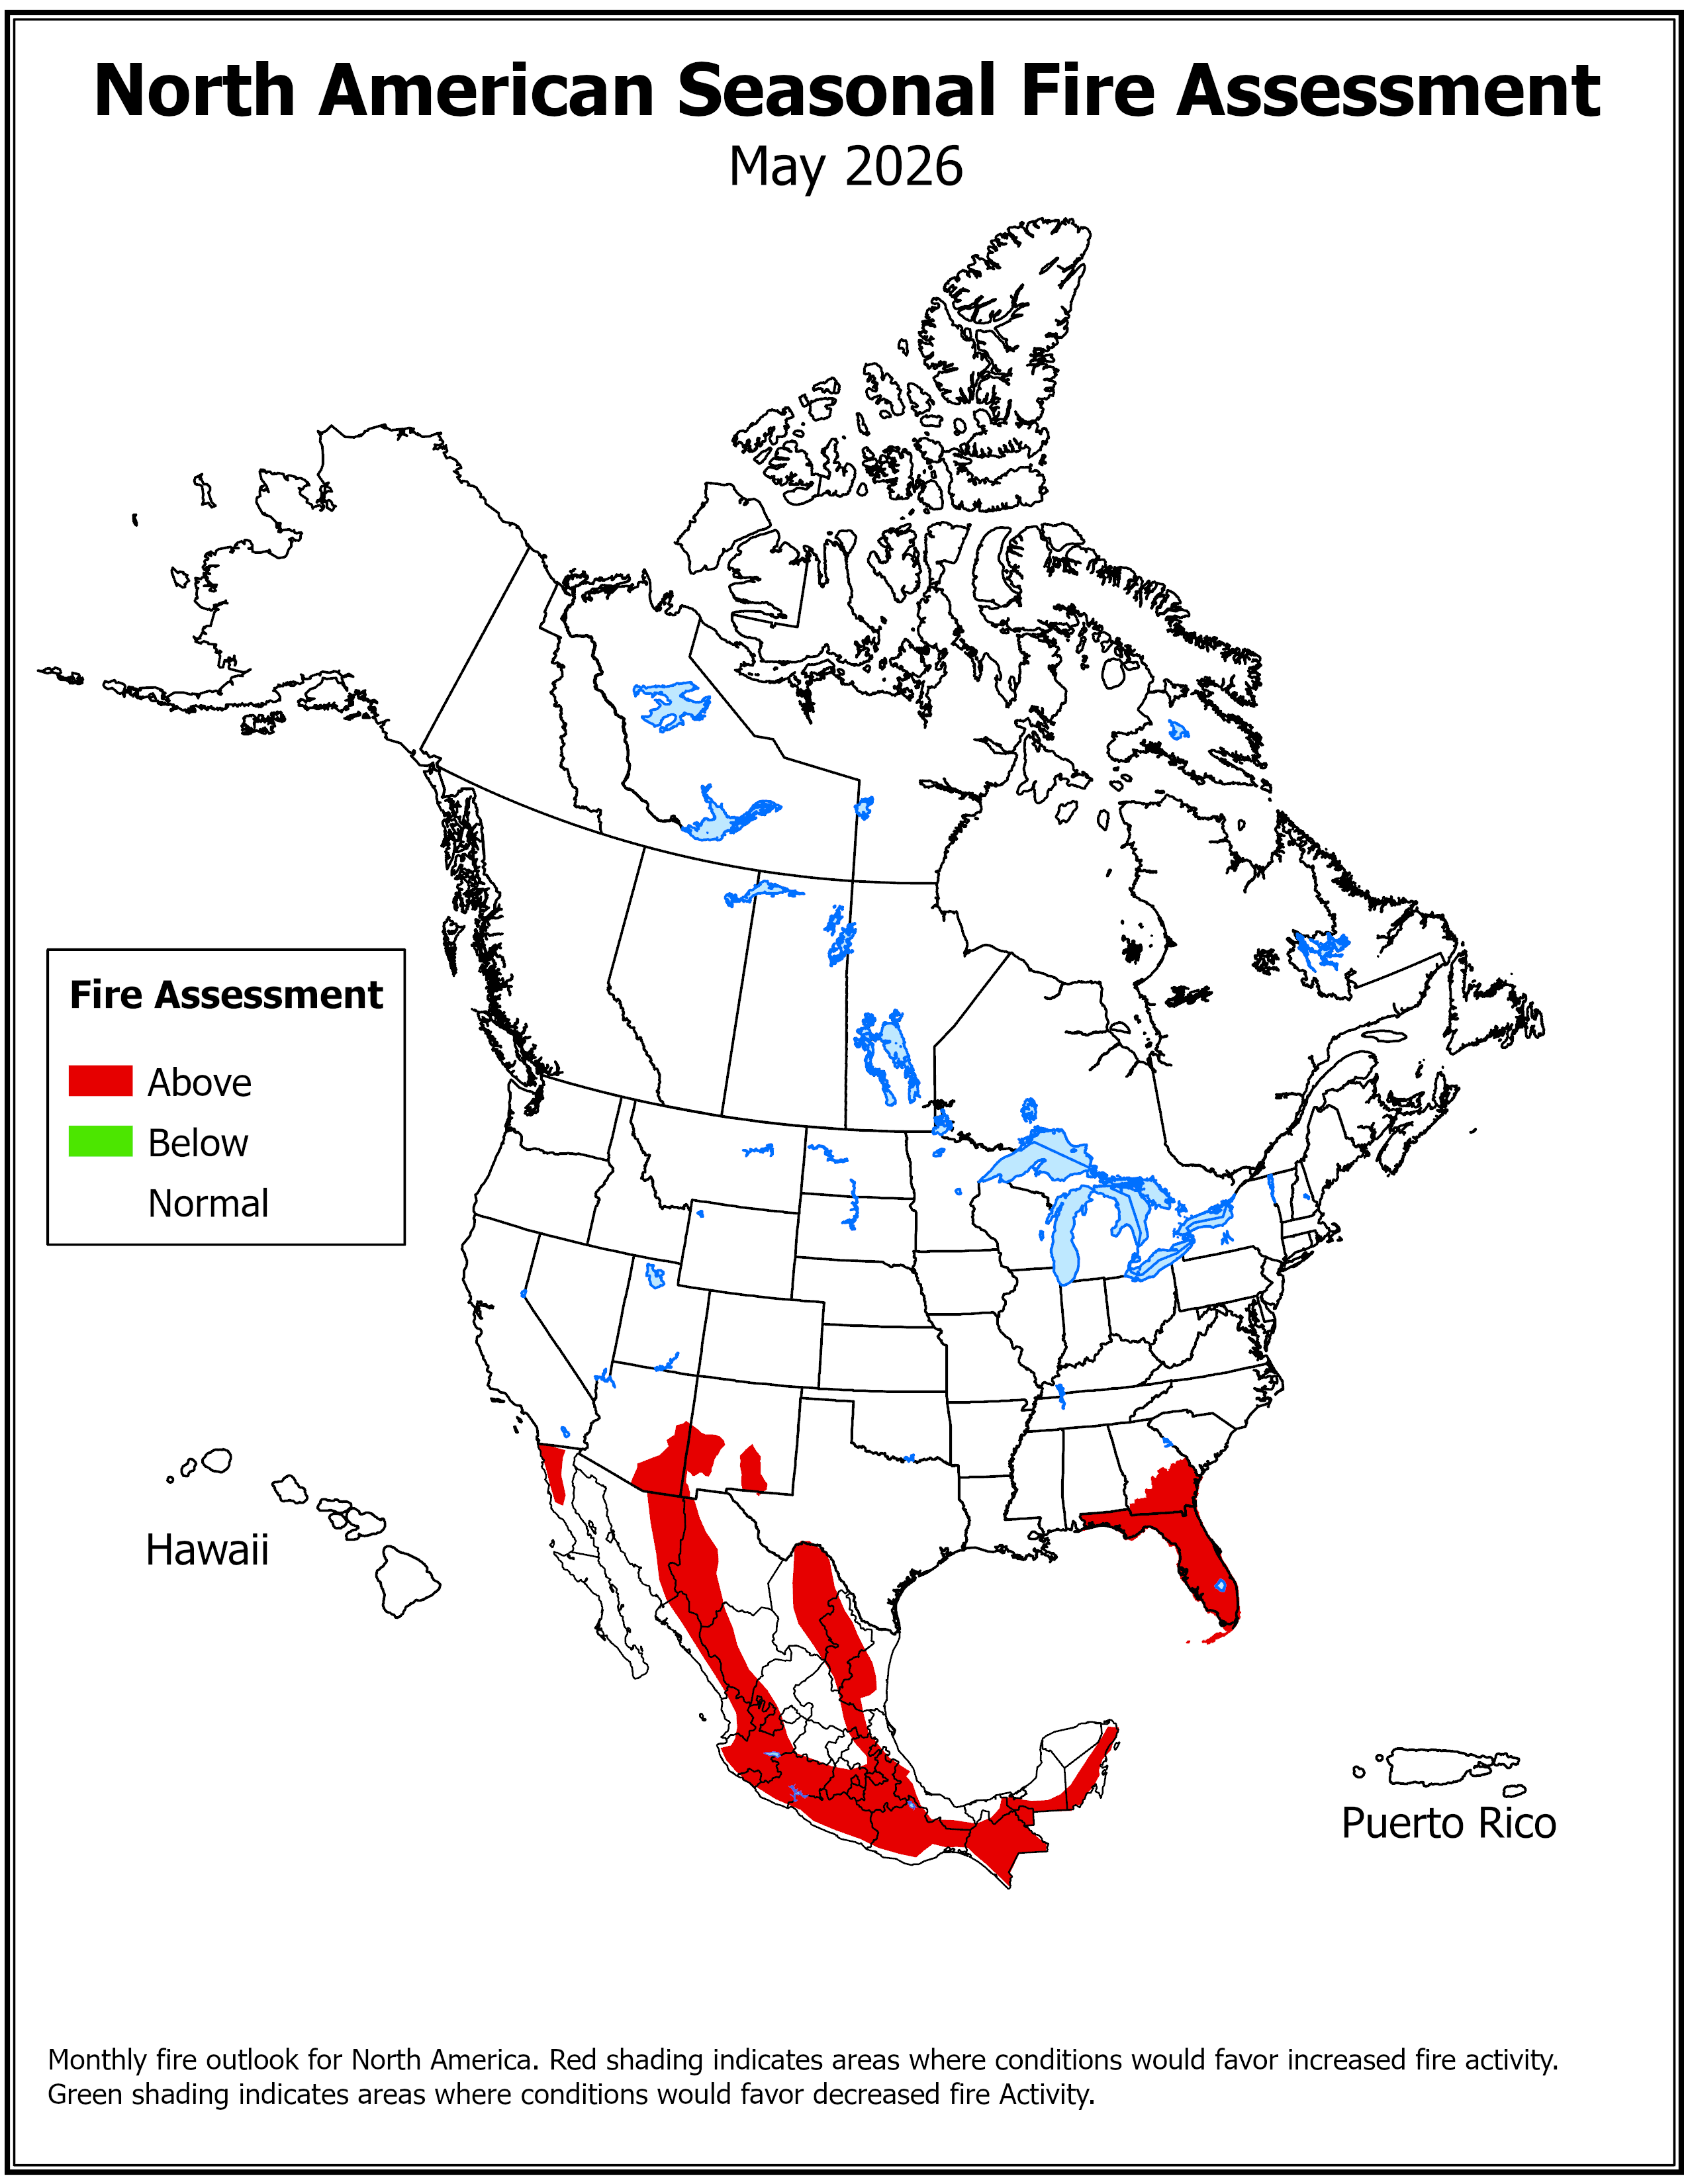 North American Seasonal Fire Assessment
May 2026
Fire Assessment
Above
Below
Normal
Hawaii
Puerto Rico
Monthly fire outlook for North America. Red shading indicates areas where conditions would favor increased fire activity.
Green shading indicates areas where conditions would favor decreased fire Activity.